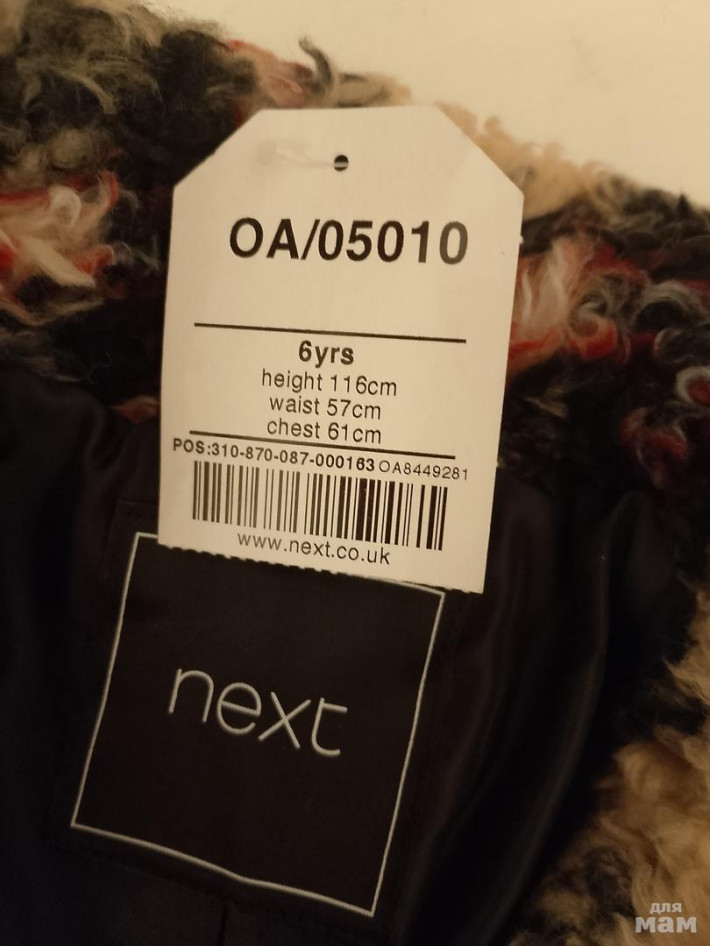 OA/05010
6yrs
height 116cm
waist 57cm
chest 61cm
POS:310-870-087-000163 OA8449281
www.next.co.uk
next
для
мам